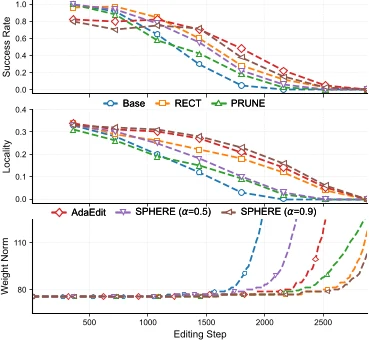 Success Rate
1.0
0.8
0.6
0.4
0.2
0.0
Base RECT PRUNE
Locality
0.4
0.3
0.2
0.1
0.0
AdaEdit SPHERE (α=0.5) SPHERE (α=0.9)
Weight Norm
110
80
500 1000 1500 2000 2500
Editing Step